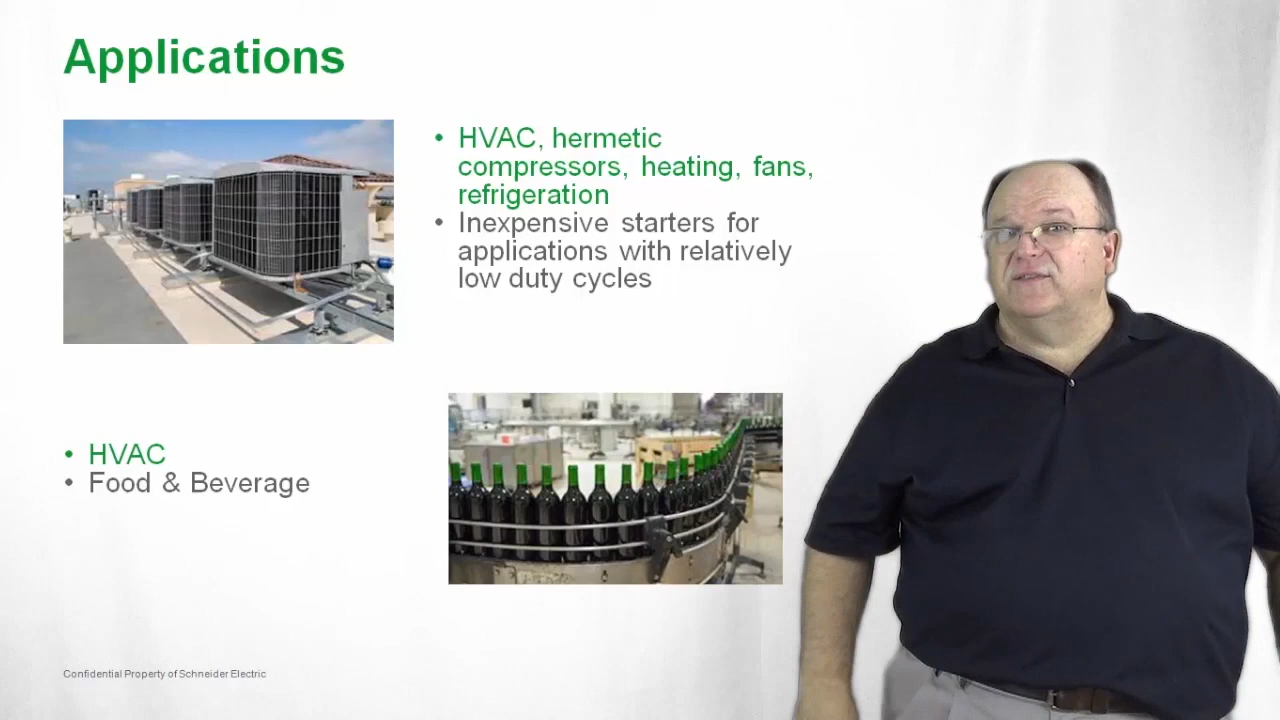 Applications
• HVAC, hermetic
compressors, heating, fans,
refrigeration
• Inexpensive starters for
applications with relatively
low duty cycles
• HVAC
• Food & Beverage
Confidential Property of Schneider Electric